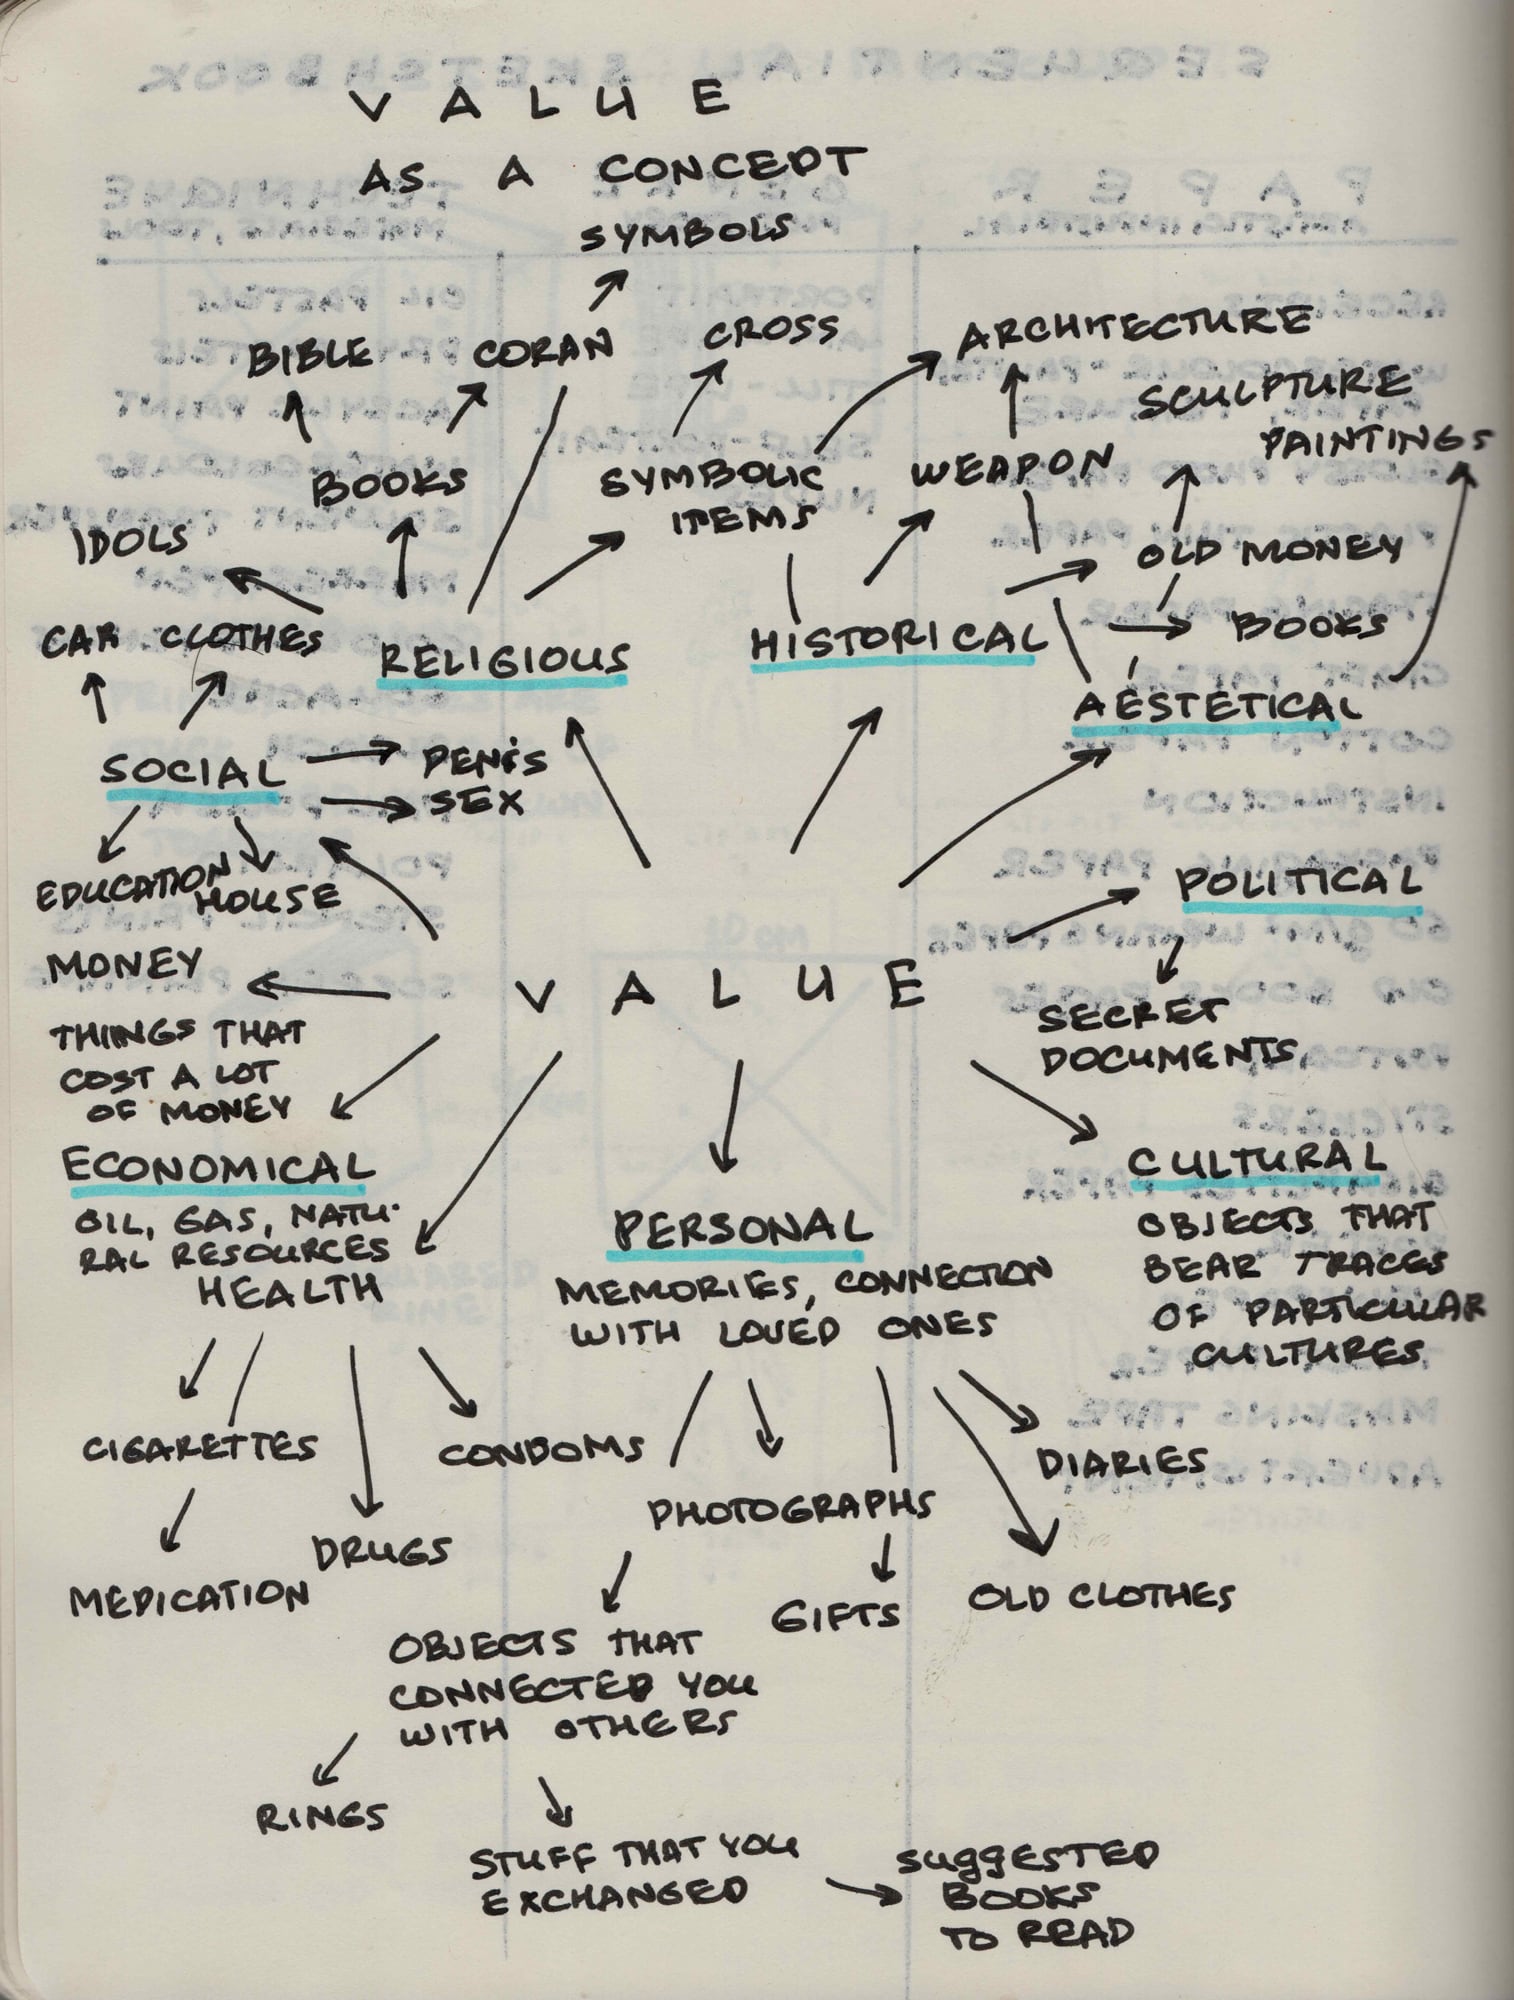 VALUE
AS A CONCEPT
SYMBOLS
BIBLE
CORAN
CROSS
ARCHITECTURE
SCULPTURE
PAINTINGS
BOOKS
SYMBOLIC
ITEMS
WEAPON
IDOLS
OLD MONEY
CAR CLOTHES
RELIGIOUS
HISTORICAL
BOOKS
AESTETICAL
SOCIAL
PENIS
SEX
EDUCATION
HOUSE
POLITICAL
MONEY
VALUE
SECRET
DOCUMENTS
THINGS THAT
COST A LOT
OF MONEY
ECONOMICAL
OIL, GAS, NATU-
RAL RESOURCES
HEALTH
PERSONAL
MEMORIES, CONNECTION
WITH LOVED ONES
CULTURAL
OBJECTS THAT
BEAR TRACES
OF PARTICULAR
CULTURES
CIGARETTES
CONDOMS
DIARIES
PHOTOGRAPHS
DRUGS
MEDICATION
GIFTS
OLD CLOTHES
OBJECTS THAT
CONNECTED YOU
WITH OTHERS
RINGS
STUFF THAT YOU
EXCHANGED
SUGGESTED
BOOKS
TO READ